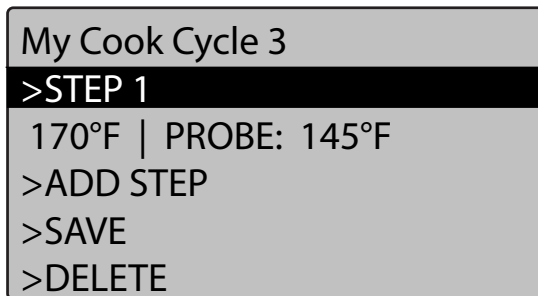 My Cook Cycle 3
>STEP 1
170°F | PROBE: 145°F
>ADD STEP
>SAVE
>DELETE